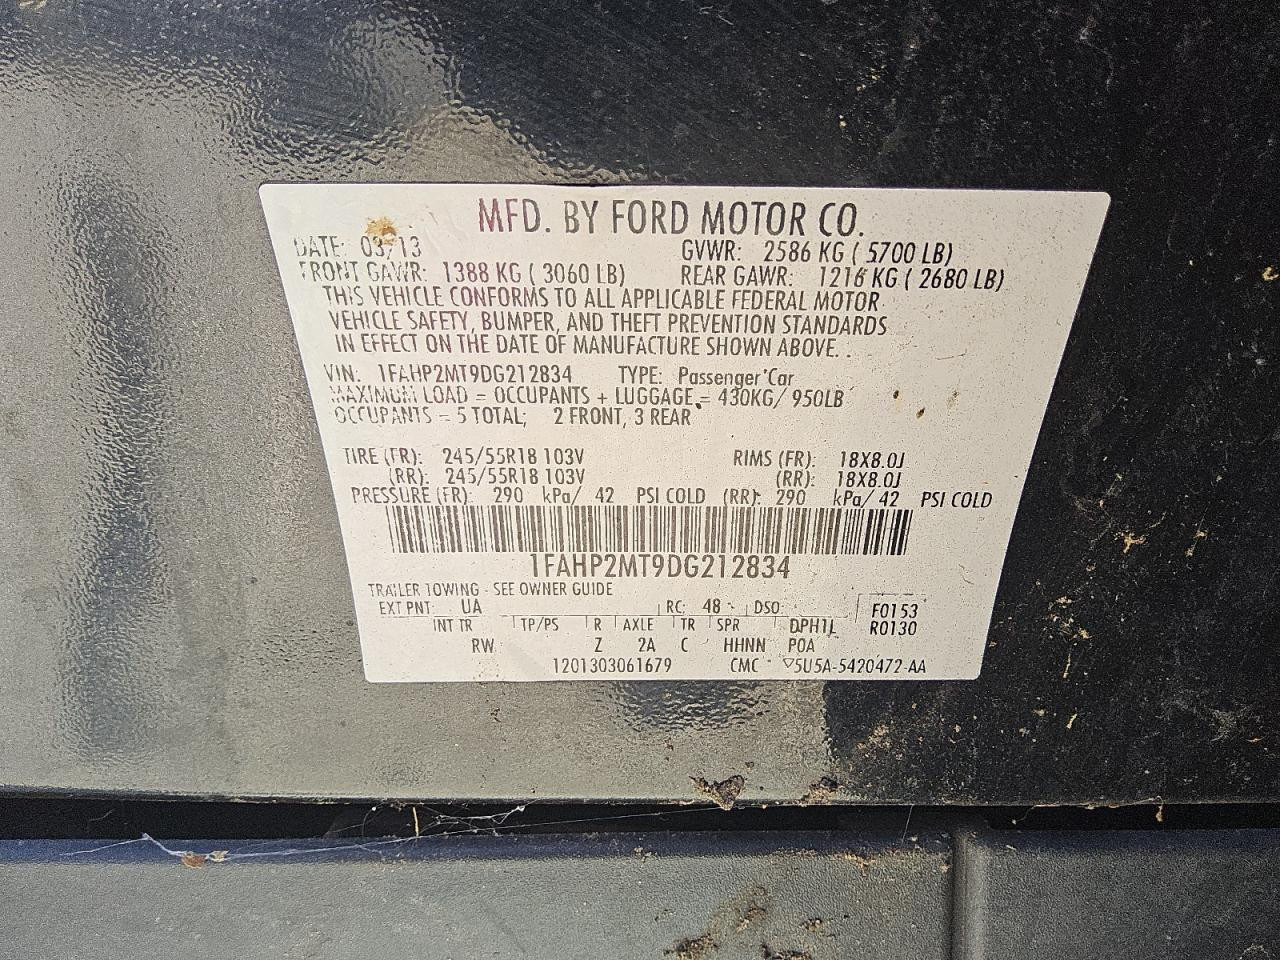 MFD. BY FORD MOTOR CO.
DATE: 03/13 GVWR: 2586 KG ( 5700 LB)
FRONT GAWR: 1388 KG ( 3060 LB) REAR GAWR: 1216 KG ( 2680 LB)
THIS VEHICLE CONFORMS TO ALL APPLICABLE FEDERAL MOTOR
VEHICLE SAFETY, BUMPER, AND THEFT PREVENTION STANDARDS
IN EFFECT ON THE DATE OF MANUFACTURE SHOWN ABOVE.
VIN: 1FAHP2MT9DG212834 TYPE: Passenger Car
MAXIMUM LOAD = OCCUPANTS + LUGGAGE = 430KG/ 950LB
OCCUPANTS = 5 TOTAL; 2 FRONT, 3 REAR
TIRE (FR): 245/55R18 103V RIMS (FR): 18X8.0J
(RR): 245/55R18 103V (RR): 18X8.0J
PRESSURE (FR): 290 kPa/ 42 PSI COLD (RR): 290 kPa/ 42 PSI COLD
1FAHP2MT9DG212834
TRAILER TOWING - SEE OWNER GUIDE
EXT PNT: UA RC: 48 DSO: F0153
INT TR TP/PS R AXLE TR SPR DPH1L R0130
RW Z 2A C HHNN POA
1201303061679 CMC ▽5U5A-5420472-AA